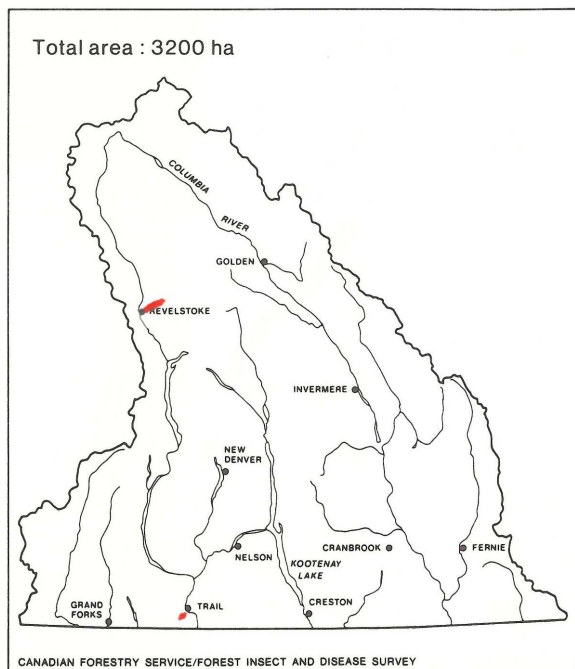 Total area : 3200 ha
COLUMBIA
RIVER
GOLDEN
REVELSTOKE
INVERMERE
NEW
DENVER
NELSON
CRANBROOK
FERNIE
KOOTENAY
LAKE
GRAND
FORKS
TRAIL
CRESTON
CANADIAN FORESTRY SERVICE/FOREST INSECT AND DISEASE SURVEY